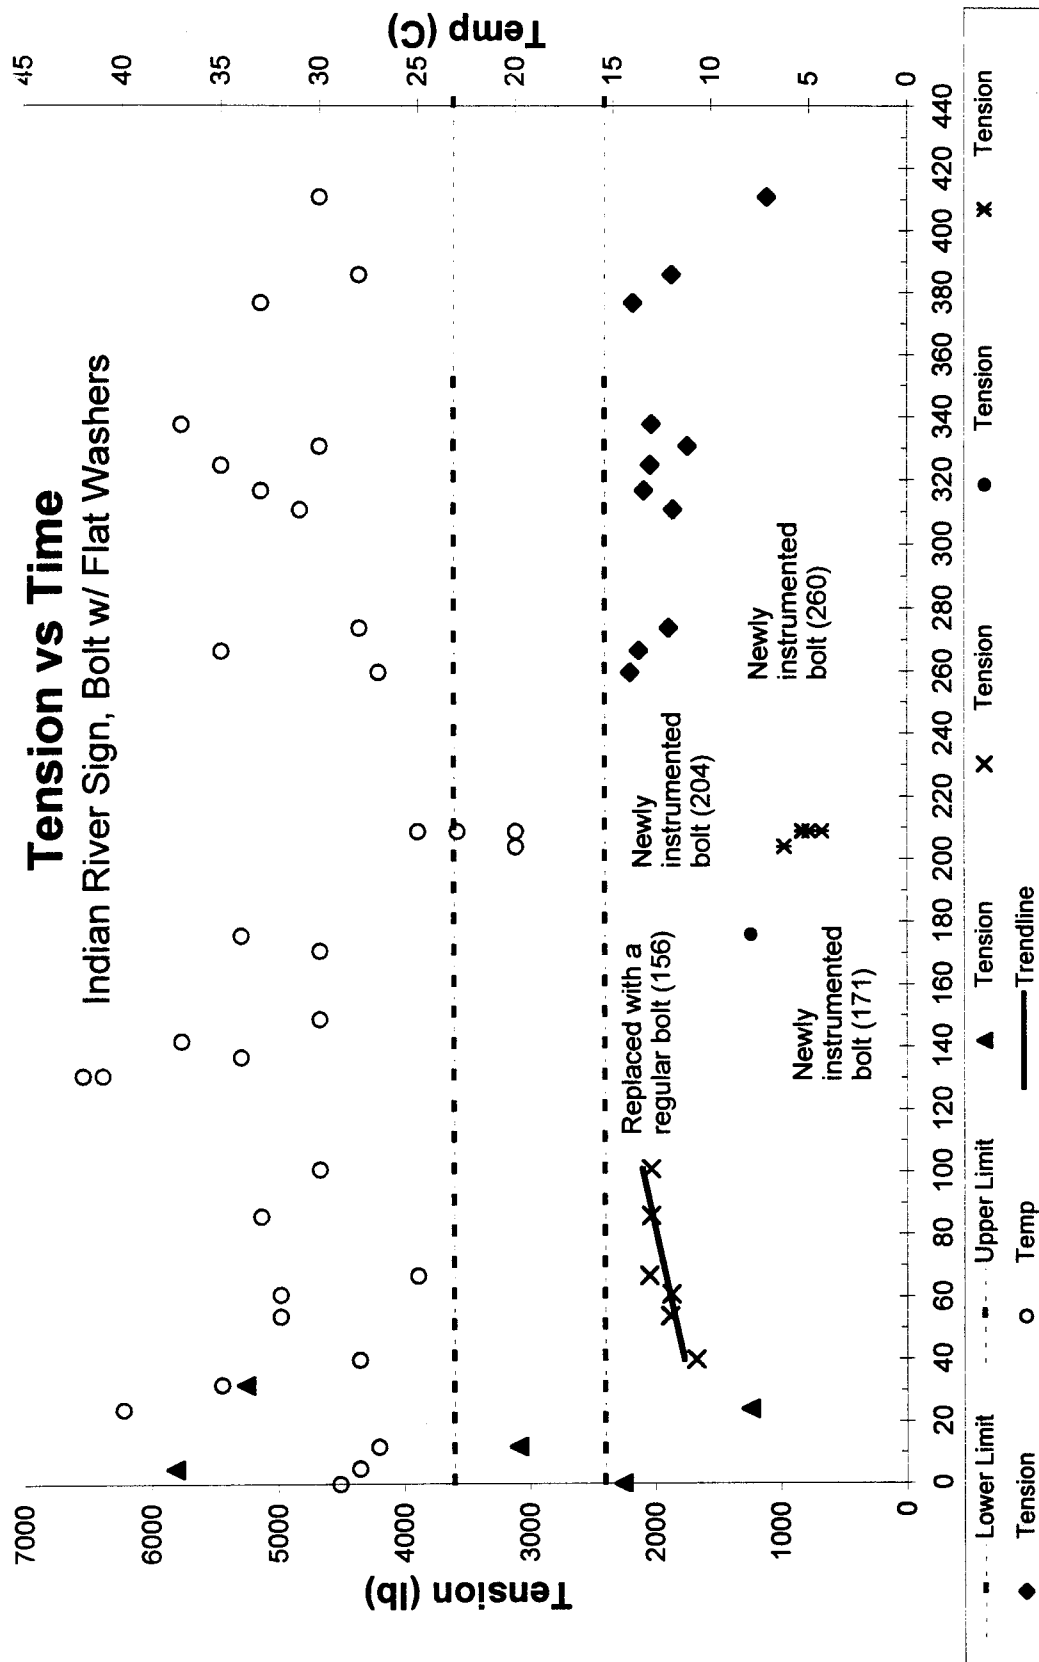 Tension vs Time
Indian River Sign, Bolt w/ Flat Washers
Tension (lb)
7000
6000
5000
4000
3000
2000
1000
0
Temp (C)
45
40
35
30
25
20
15
10
5
0
Replaced with a
regular bolt (156)
Newly
instrumented
bolt (171)
Newly
instrumented
bolt (204)
Newly
instrumented
bolt (260)
0 20 40 60 80 100 120 140 160 180 200 220 240 260 280 300 320 340 360 380 400 420 440
Lower Limit Upper Limit Tension Tension Tension Tension
Tension Temp Trendline